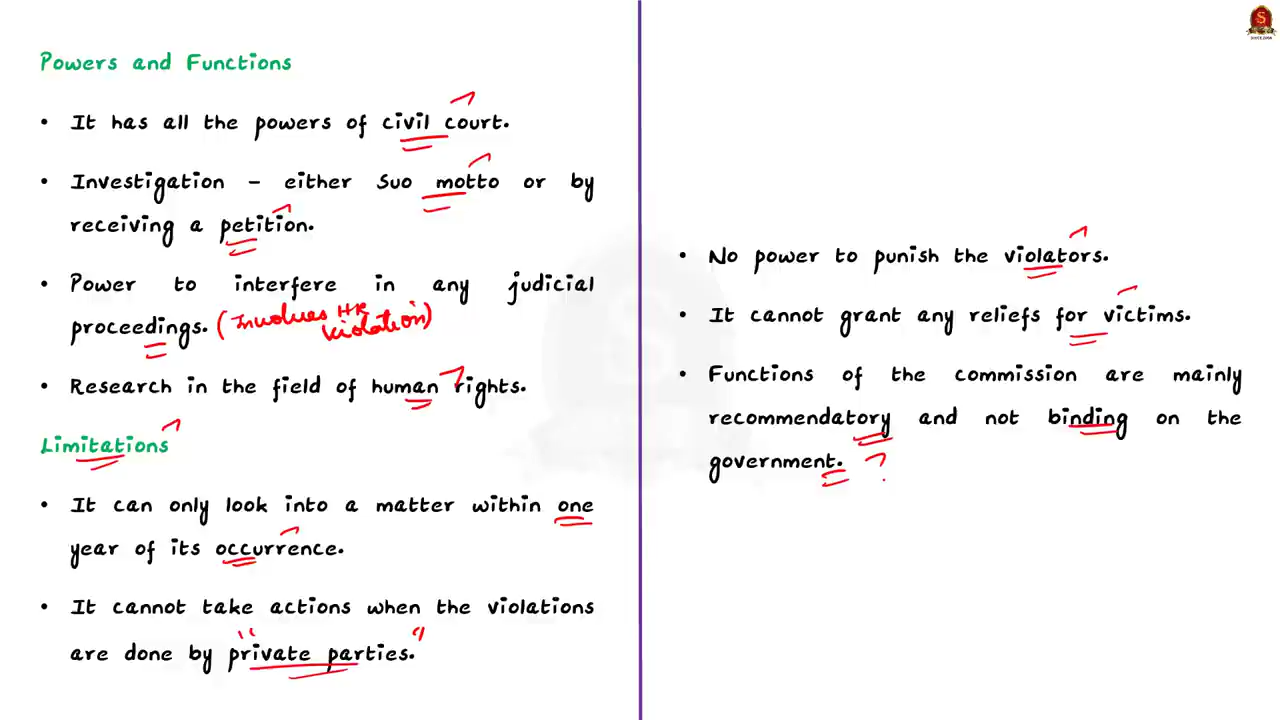 Powers and Functions
• It has all the powers of civil court.
• Investigation – either Suo motto or by
receiving a petition.
• Power to interfere in any judicial
proceedings. (Involves HR
violation)
• Research in the field of human rights.
Limitations
• It can only look into a matter within one
year of its occurrence.
• It cannot take actions when the violations
are done by "private parties."
• No power to punish the violators.
• It cannot grant any reliefs for victims.
• Functions of the commission are mainly
recommendatory and not binding on the
government. ?